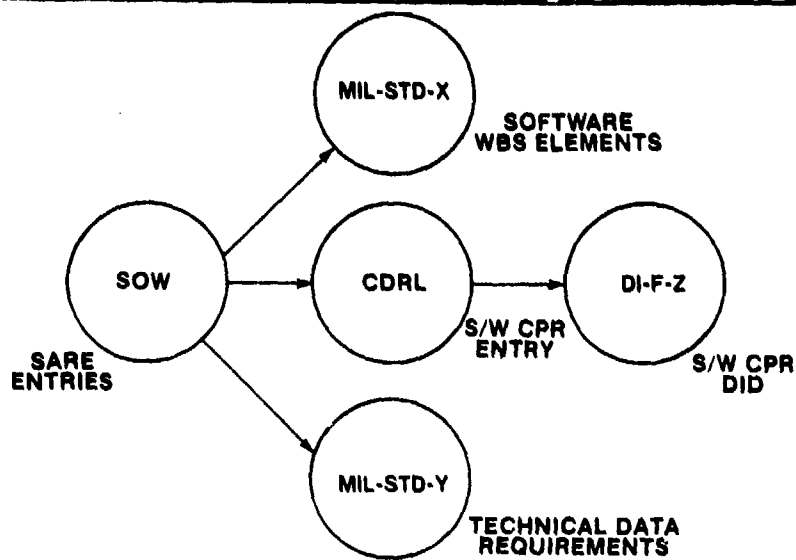 MIL-STD-X
SOFTWARE
WBS ELEMENTS
SOW
SARE
ENTRIES
CDRL
S/W CPR
ENTRY
DI-F-Z
S/W CPR
DID
MIL-STD-Y
TECHNICAL DATA
REQUIREMENTS